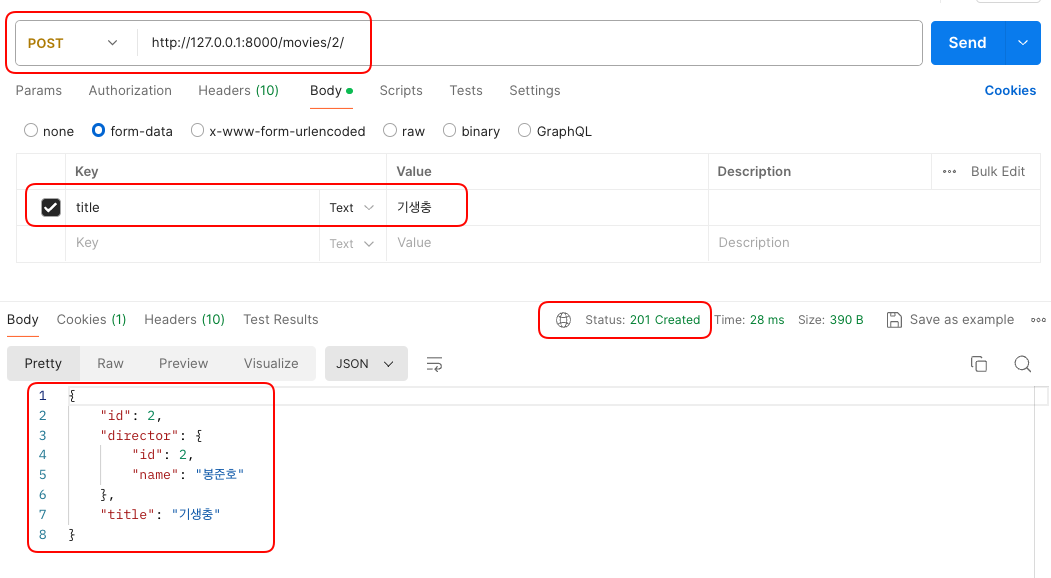 POST http://127.0.0.1:8000/movies/2/ Send
Params Authorization Headers (10) Body Scripts Tests Settings Cookies
none form-data x-www-form-urlencoded raw binary GraphQL
Key Value Description Bulk Edit
title Text 기생충
Key Text Value Description
Body Cookies (1) Headers (10) Test Results Status: 201 Created Time: 28 ms Size: 390 B Save as example
Pretty Raw Preview Visualize JSON
1 {
2 "id": 2,
3 "director": {
4 "id": 2,
5 "name": "봉준호"
6 },
7 "title": "기생충"
8 }